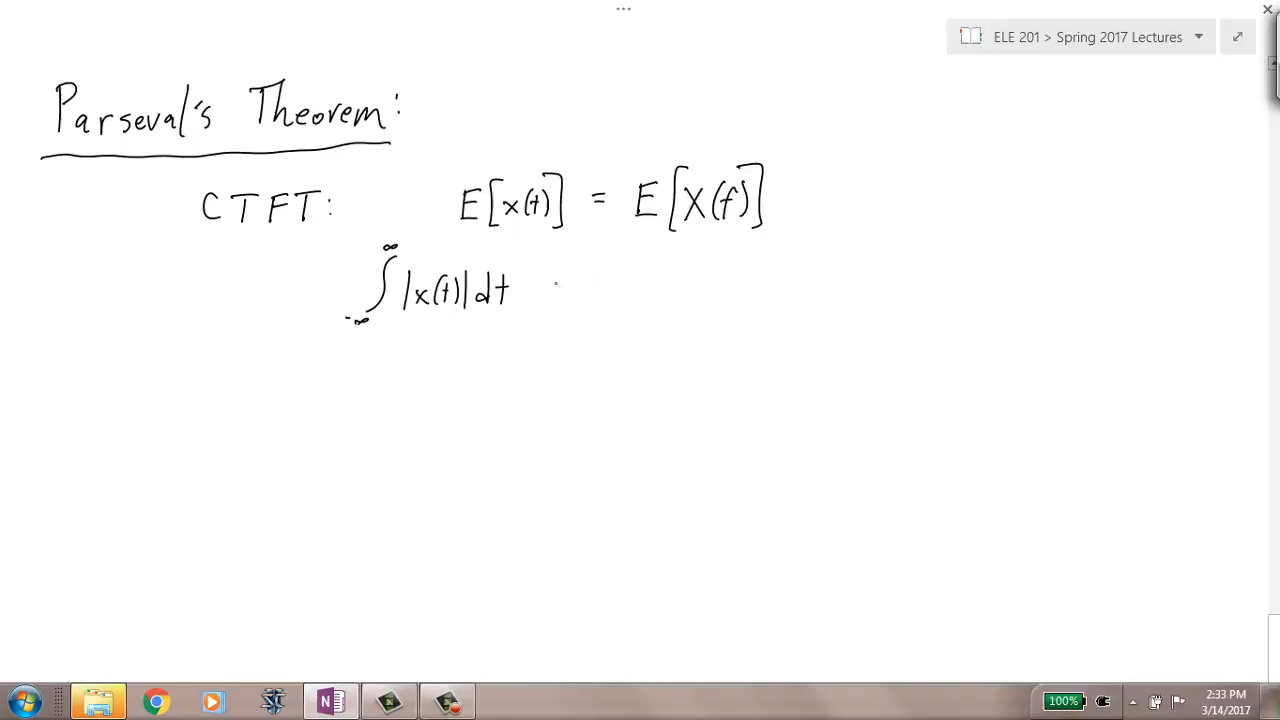 ELE 201 > Spring 2017 Lectures
Parseval's Theorem:
CTFT: E[x(t)] = E[X(f)]
∫_{-∞}^{∞} |x(t)| dt
100%
2:33 PM
3/14/2017